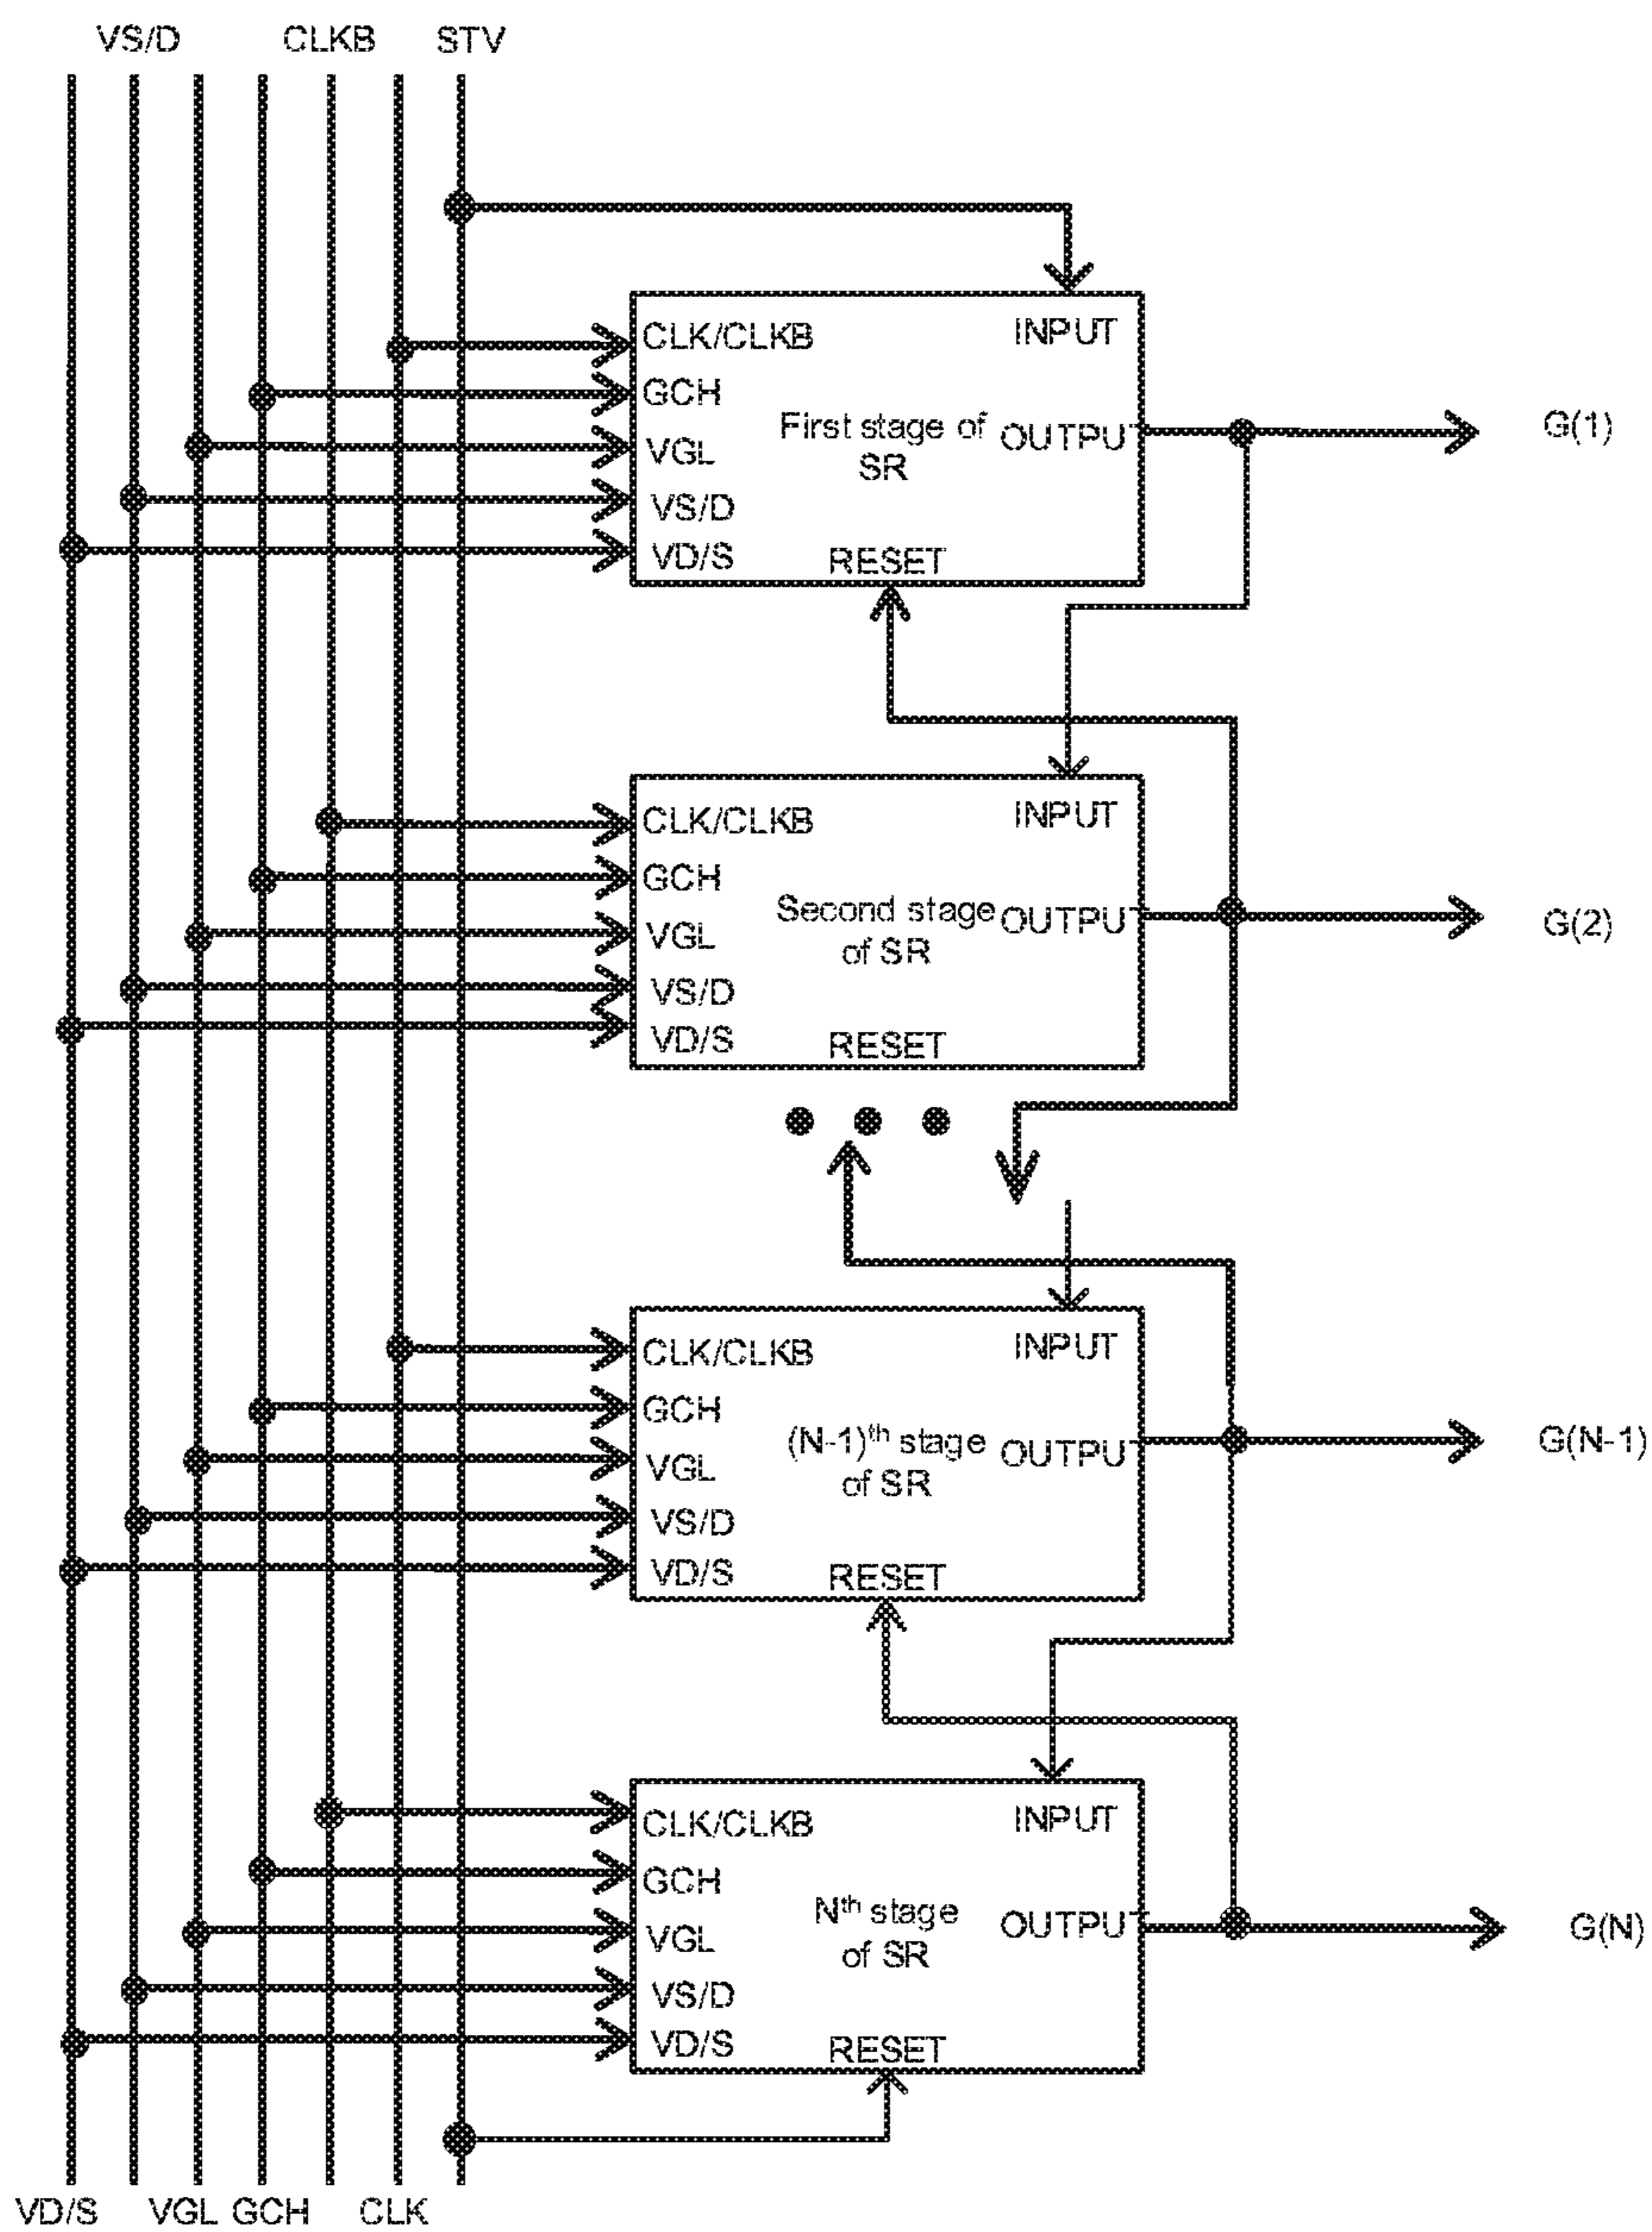 VS/D CLKB STV
CLK/CLKB
INPUT
GCH
First stage of
SR
OUTPUT
G(1)
VGL
VS/D
VD/S
RESET
CLK/CLKB
INPUT
GCH
Second stage
of SR
OUTPUT
G(2)
VGL
VS/D
VD/S
RESET
CLK/CLKB
INPUT
GCH
(N-1)th stage
of SR
OUTPUT
G(N-1)
VGL
VS/D
VD/S
RESET
CLK/CLKB
INPUT
GCH
Nth stage
of SR
OUTPUT
G(N)
VGL
VS/D
VD/S
RESET
VD/S VGL GCH CLK